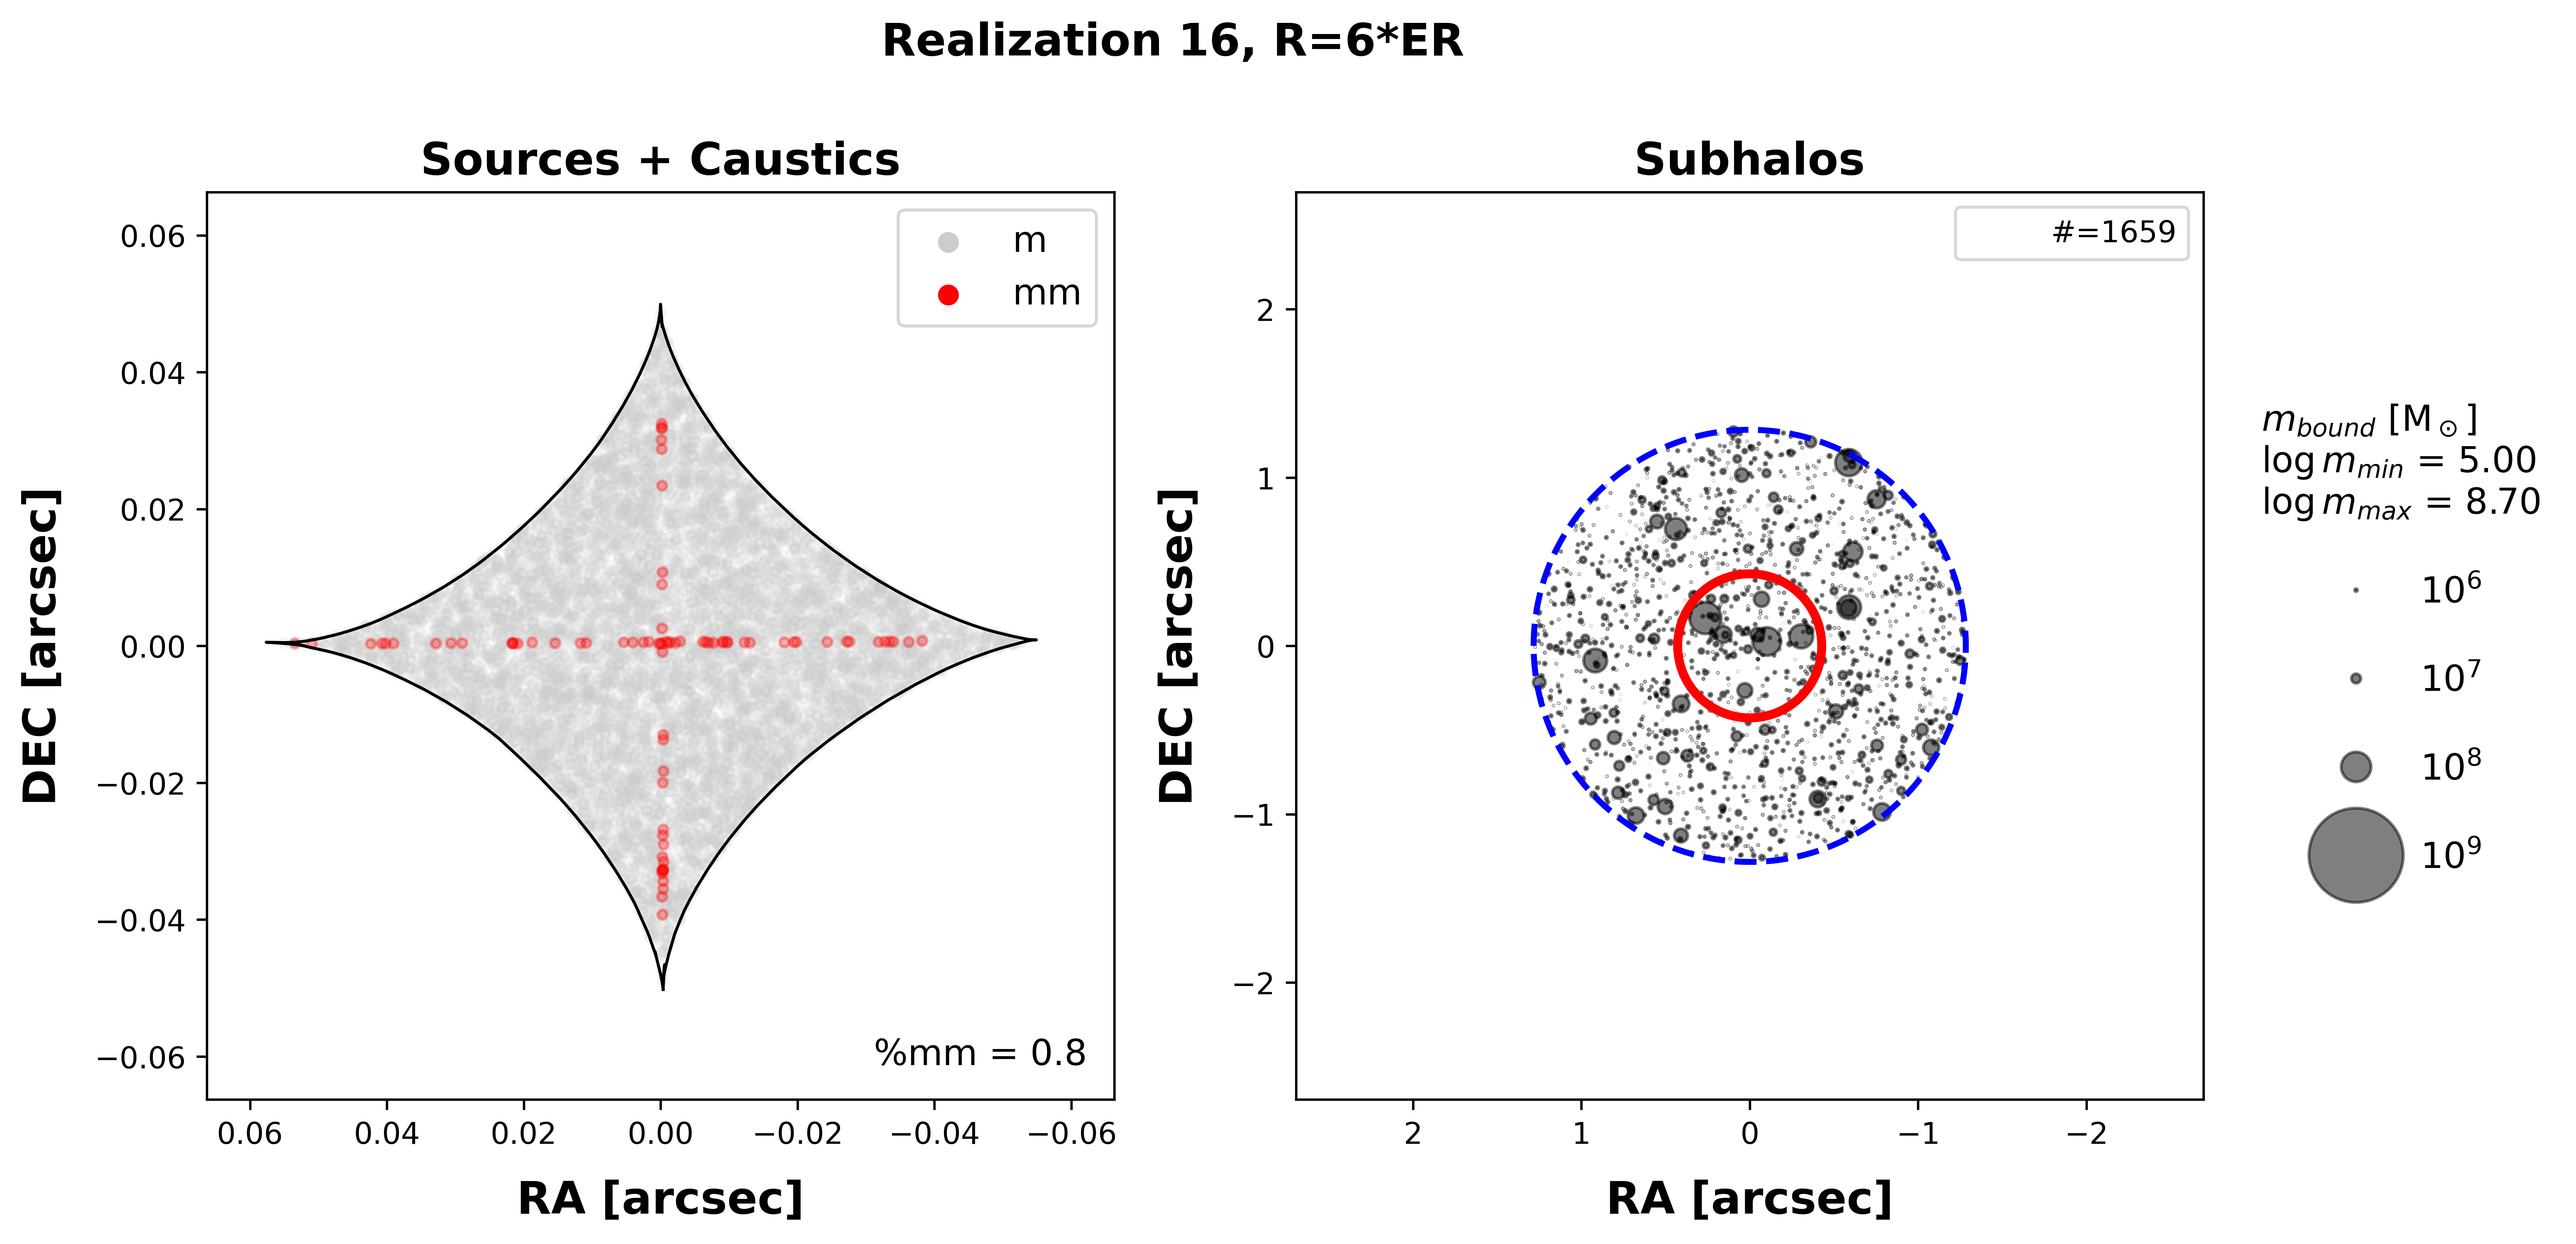 Realization 16, R=6*ER
Sources + Caustics
m
mm
%mm = 0.8
0.06
0.04
0.02
0.00
−0.02
−0.04
−0.06
0.06
0.04
0.02
0.00
−0.02
−0.04
−0.06
DEC [arcsec]
RA [arcsec]
Subhalos
#=1659
2
1
0
−1
−2
2
1
0
−1
−2
DEC [arcsec]
RA [arcsec]
m_bound [M_⊙]
log m_min = 5.00
log m_max = 8.70
10^6
10^7
10^8
10^9